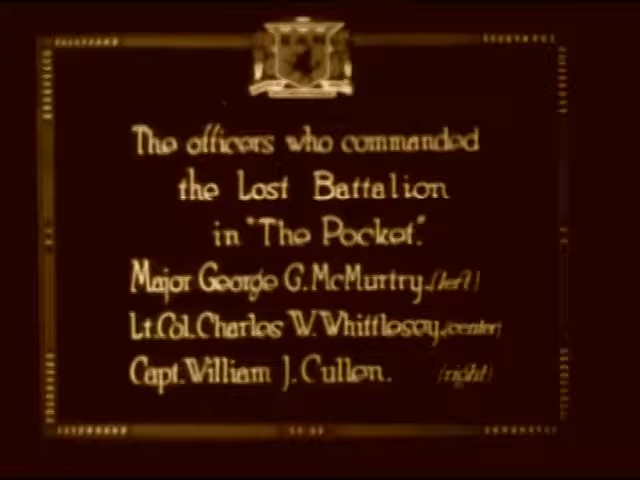 The officers who commanded
the Lost Battalion
in "The Pocket."
Major George G. McMurtry. (left)
Lt. Col. Charles W. Whittlesey. (center)
Capt. William J. Cullen. (right)